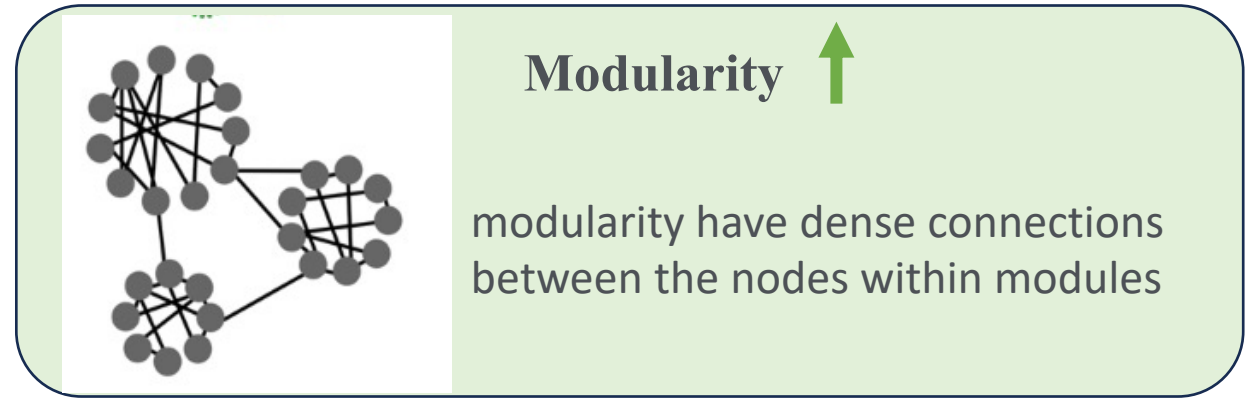 Modularity
modularity have dense connections
between the nodes within modules